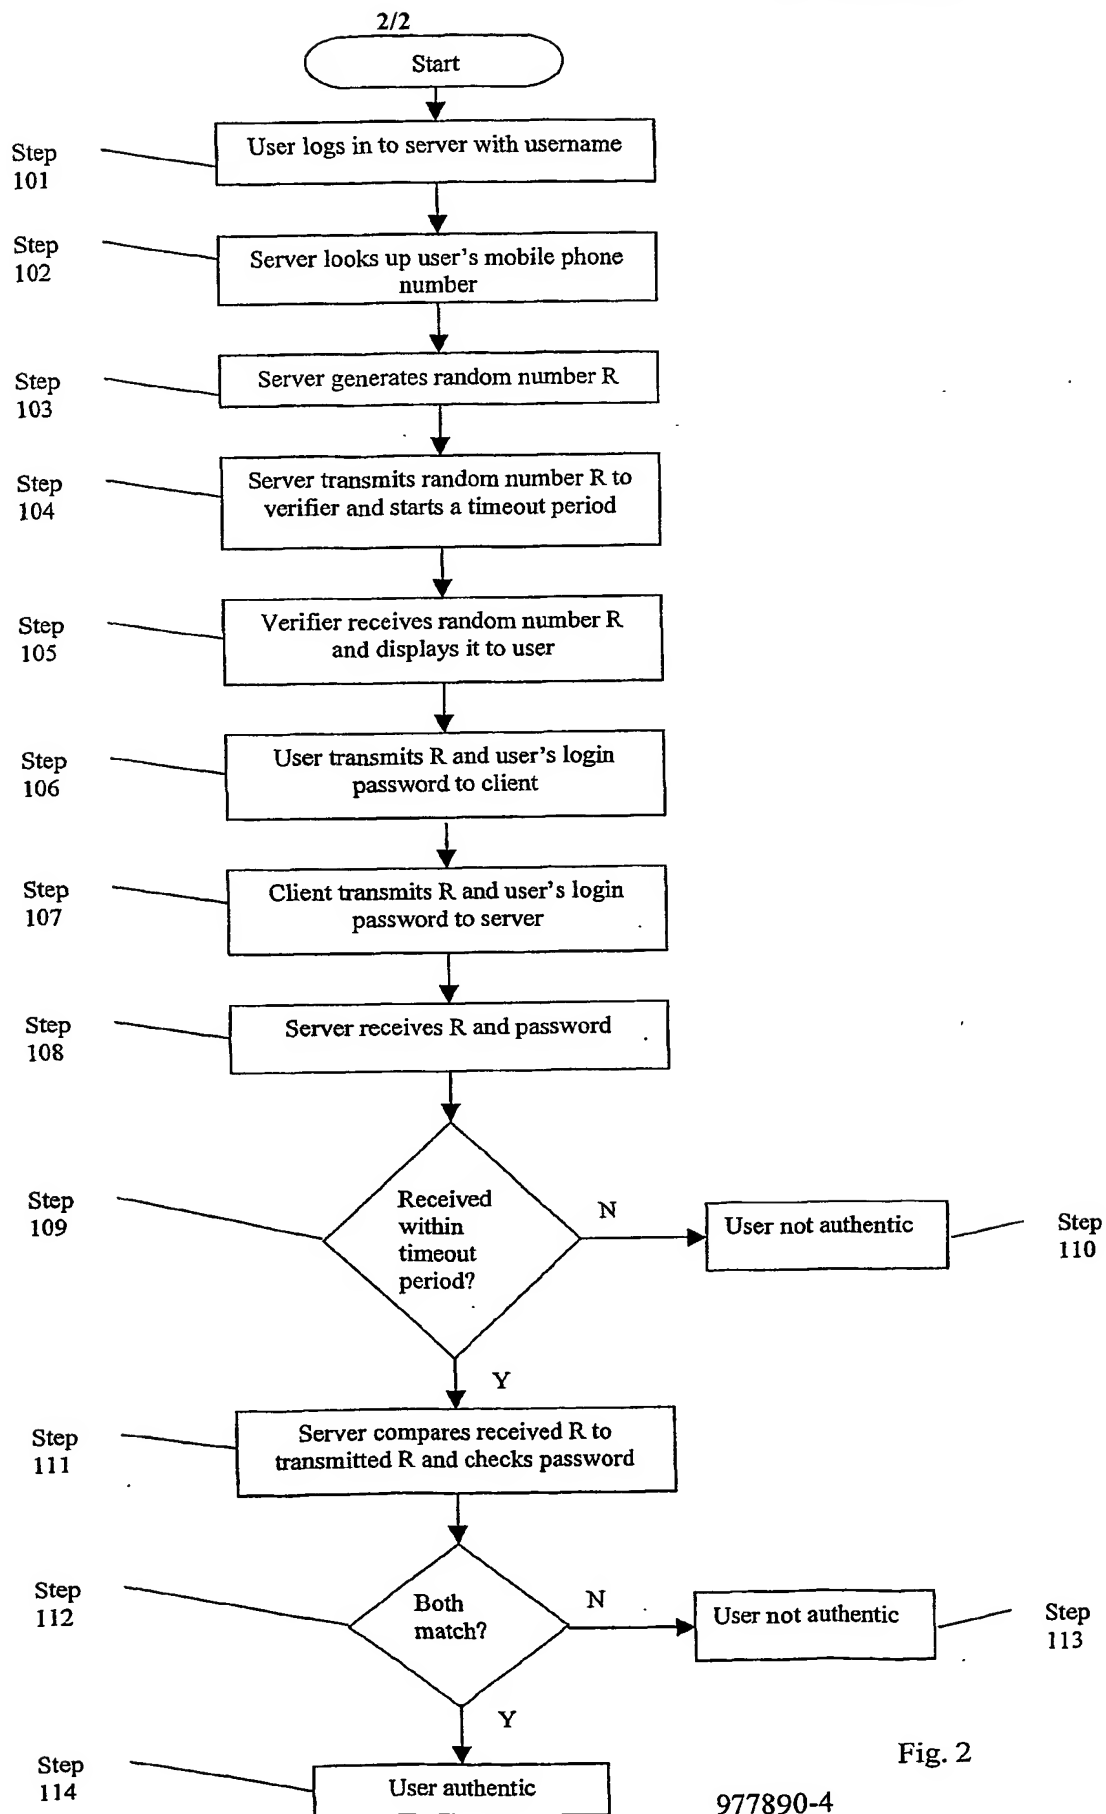 2/2
Start
Step
101
User logs in to server with username
Step
102
Server looks up user's mobile phone
number
Step
103
Server generates random number R
Step
104
Server transmits random number R to
verifier and starts a timeout period
Step
105
Verifier receives random number R
and displays it to user
Step
106
User transmits R and user's login
password to client
Step
107
Client transmits R and user's login
password to server
Step
108
Server receives R and password
Step
109
Received
within
timeout
period?
N
User not authentic
Step
110
Y
Step
111
Server compares received R to
transmitted R and checks password
Step
112
Both
match?
N
User not authentic
Step
113
Y
Step
114
User authentic
Fig. 2
977890-4